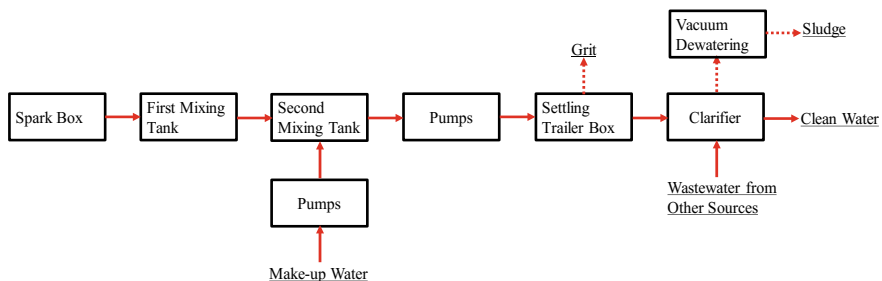 Vacuum
Dewatering
Sludge
Grit
Spark Box
First Mixing
Tank
Second
Mixing Tank
Pumps
Settling
Trailer Box
Clarifier
Clean Water
Pumps
Wastewater from
Other Sources
Make-up Water